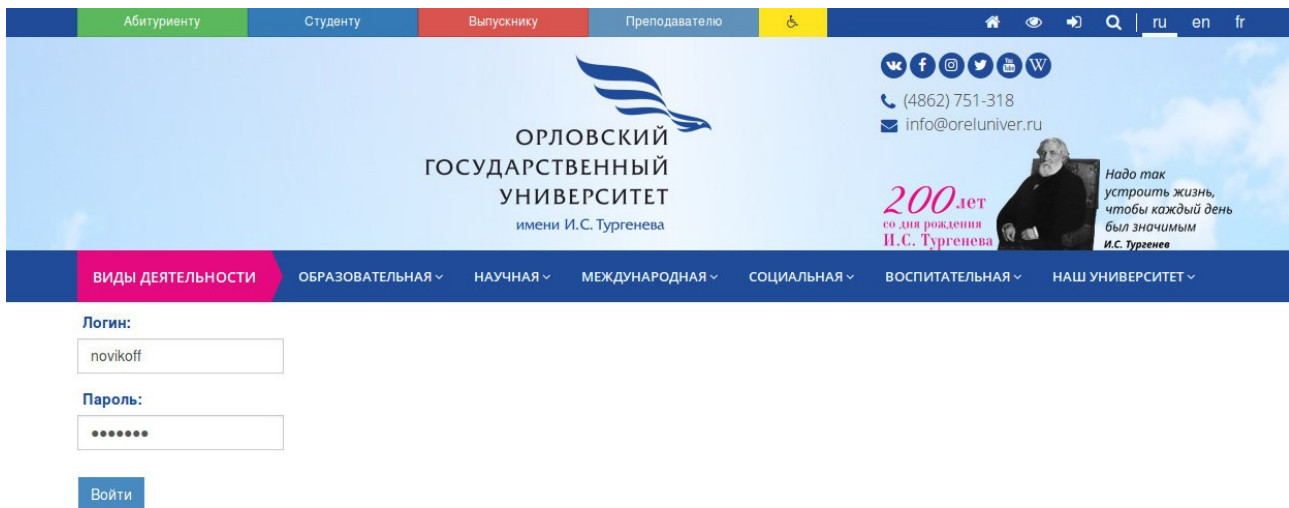 Абитуриенту Студенту Выпускнику Преподавателю ru en fr
ОРЛОВСКИЙ
ГОСУДАРСТВЕННЫЙ
УНИВЕРСИТЕТ
имени И.С. Тургенева
W
(4862) 751-318
info@oreluniver.ru
200 лет
со дня рождения
И.С. Тургенева
Надо так
устроить жизнь,
чтобы каждый день
был значимым
И.С. Тургенев
ВИДЫ ДЕЯТЕЛЬНОСТИ ОБРАЗОВАТЕЛЬНАЯ НАУЧНАЯ МЕЖДУНАРОДНАЯ СОЦИАЛЬНАЯ ВОСПИТАТЕЛЬНАЯ НАШ УНИВЕРСИТЕТ
Логин:
novikoff
Пароль:
•••••••
Войти